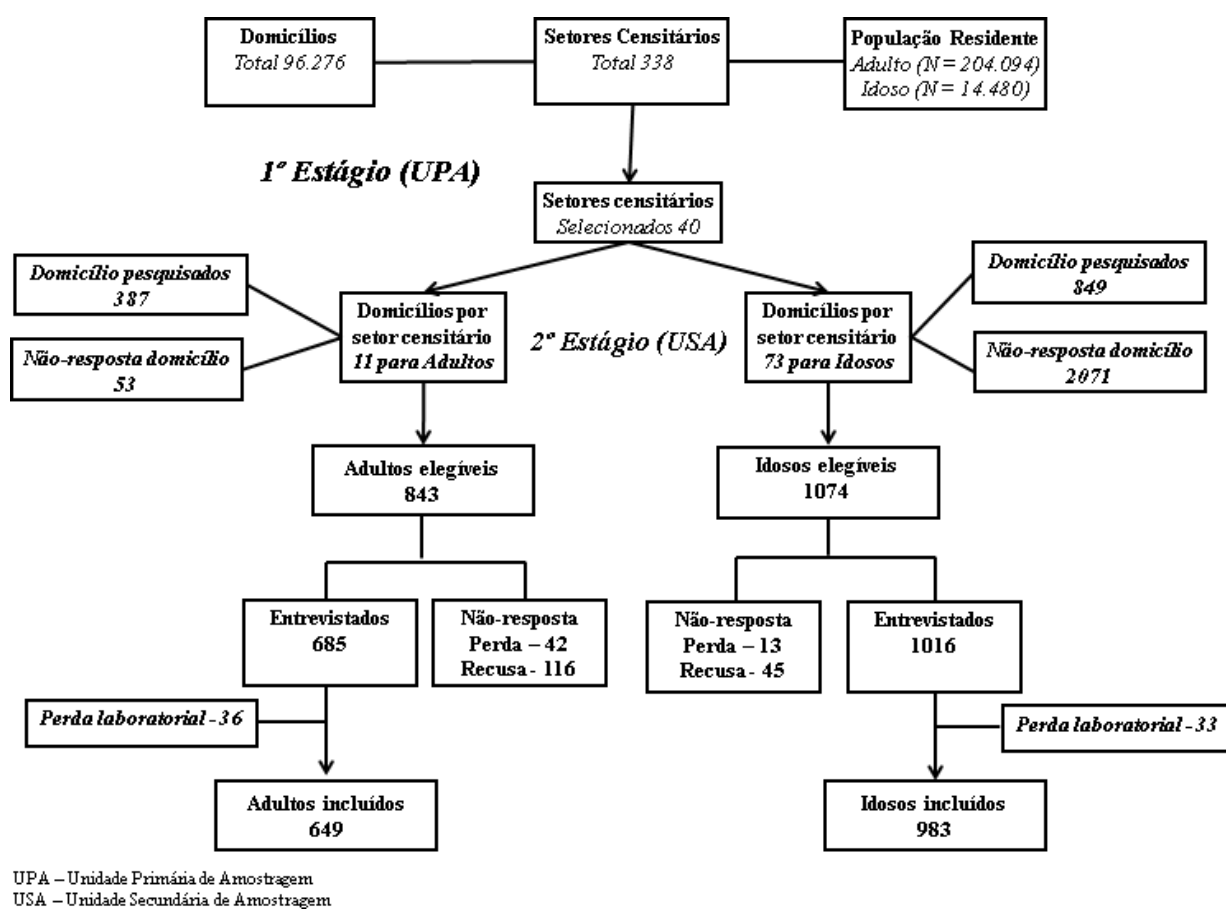 Domicílios
Total 96.276
Setores Censitários
Total 338
População Residente
Adulto (N = 204.094)
Idoso (N = 14.480)
1º Estágio (UPA)
Setores censitários
Selecionados 40
Domicílio pesquisados
387
Não-resposta domicílio
53
Domicílios por
setor censitário
11 para Adultos
2º Estágio (USA)
Domicílios por
setor censitário
73 para Idosos
Domicílio pesquisados
849
Não-resposta domicílio
2071
Adultos elegíveis
843
Idosos elegíveis
1074
Entrevistados
685
Não-resposta
Perda – 42
Recusa - 116
Não-resposta
Perda – 13
Recusa - 45
Entrevistados
1016
Perda laboratorial - 36
Perda laboratorial - 33
Adultos incluídos
649
Idosos incluídos
983
UPA – Unidade Primária de Amostragem
USA – Unidade Secundária de Amostragem